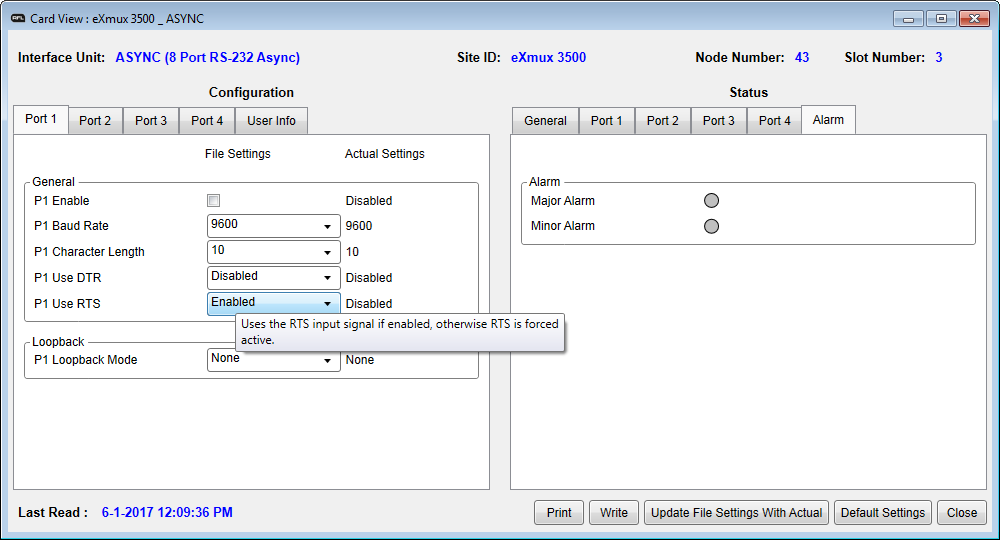 AFL Card View : eXmux 3500 _ ASYNC
Interface Unit: ASYNC (8 Port RS-232 Async) Site ID: eXmux 3500 Node Number: 43 Slot Number: 3
Configuration
Port 1 Port 2 Port 3 Port 4 User Info
File Settings Actual Settings
General
P1 Enable Disabled
P1 Baud Rate 9600 9600
P1 Character Length 10 10
P1 Use DTR Disabled Disabled
P1 Use RTS Enabled Disabled
Uses the RTS input signal if enabled, otherwise RTS is forced
active.
Loopback
P1 Loopback Mode None None
Status
General Port 1 Port 2 Port 3 Port 4 Alarm
Alarm
Major Alarm
Minor Alarm
Last Read : 6-1-2017 12:09:36 PM
Print Write Update File Settings With Actual Default Settings Close